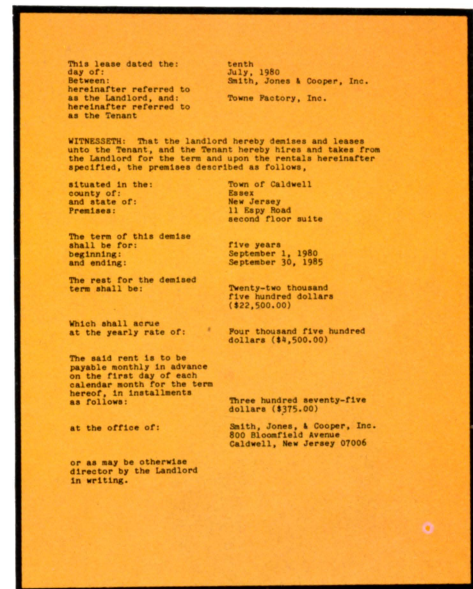 This lease dated the: tenth
day of: July, 1980
Between: Smith, Jones & Cooper, Inc.
hereinafter referred to
as the Landlord, and: Towne Factory, Inc.
hereinafter referred to
as the Tenant
WITNESSETH: That the landlord hereby demises and leases
unto the Tenant, and the Tenant hereby hires and takes from
the Landlord for the term and upon the rentals hereinafter
specified, the premises described as follows,
situated in the: Town of Caldwell
county of: Essex
and state of: New Jersey
Premises: 11 Espy Road
second floor suite
The term of this demise
shall be for: five years
beginning: September 1, 1980
and ending: September 30, 1985
The rest for the demised
term shall be: Twenty-two thousand
five hundred dollars
($22,500.00)
Which shall acrue
at the yearly rate of: Four thousand five hundred
dollars ($4,500.00)
The said rent is to be
payable monthly in advance
on the first day of each
calendar month for the term
hereof, in installments
as follows: Three hundred seventy-five
dollars ($375.00)
at the office of: Smith, Jones, & Cooper, Inc.
800 Bloomfield Avenue
Caldwell, New Jersey 07006
or as may be otherwise
director by the Landlord
in writing.